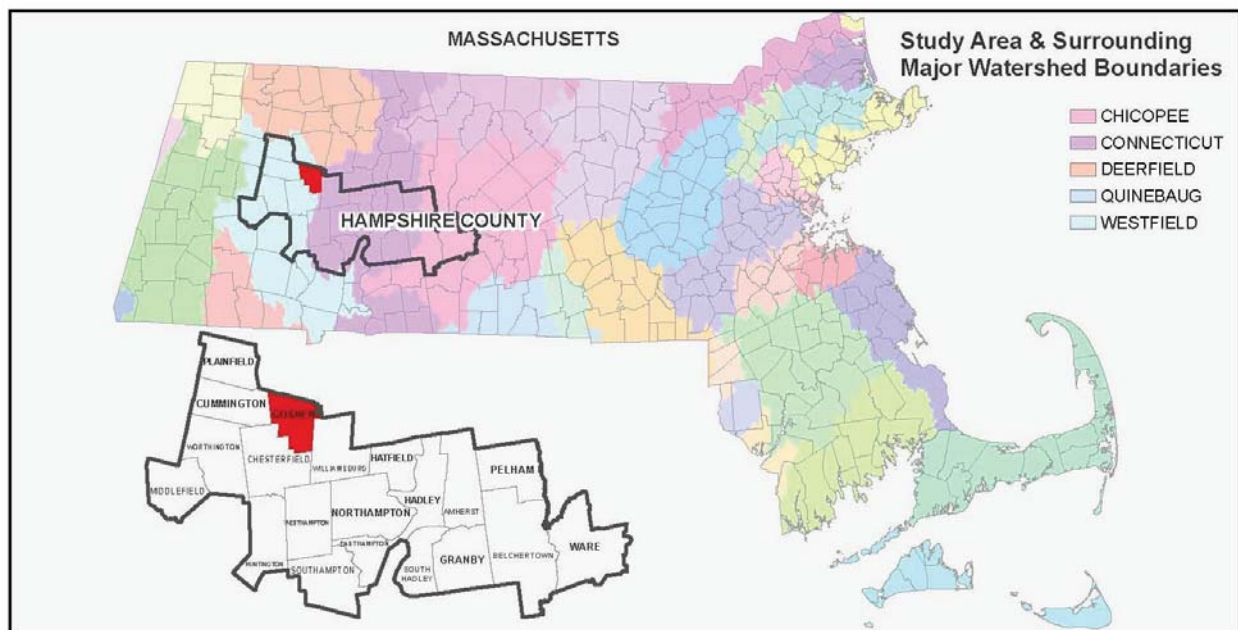 MASSACHUSETTS
Study Area & Surrounding
Major Watershed Boundaries
CHICOPEE
CONNECTICUT
DEERFIELD
QUINEBAUG
WESTFIELD
HAMPSHIRE COUNTY
PLAINFIELD
CUMMINGTON
GOSHEN
WORTHINGTON
CHESTERFIELD
WILLIAMSBURG
HATFIELD
PELHAM
MIDDLEFIELD
HADLEY
NORTHAMPTON
AMHERST
WESTHAMPTON
EASTHAMPTON
WARE
GRANBY
BELCHERTOWN
HUNTINGTON
SOUTHAMPTON
SOUTH
HADLEY